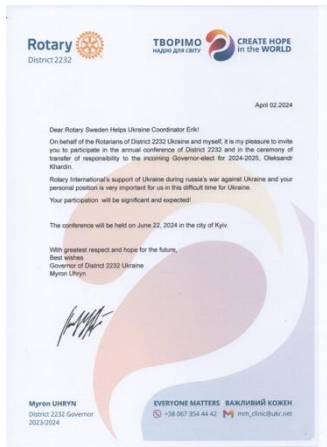 Rotary
District 2232
ТВОРІМО
НАДІЮ ДЛЯ СВІТУ
CREATE HOPE
in the WORLD
April 02.2024
Dear Rotary Sweden Helps Ukraine Coordinator Erik!
On behalf of the Rotarians of District 2232 Ukraine and myself, it is my pleasure to invite
you to participate in the annual conference of District 2232 and in the ceremony of
transfer of responsibility to the incoming Governor-elect for 2024-2025, Oleksandr
Khardin.
Rotary International's support of Ukraine during russia's war against Ukraine and your
personal position is very important for us in this difficult time for Ukraine.
Your participation will be significant and expected!
The conference will be held on June 22, 2024 in the city of Kyiv.
With greatest respect and hope for the future,
Best wishes
Governor of District 2232 Ukraine
Myron Uhryn
Myron UHRYN
District 2232 Governor
2023/2024
EVERYONE MATTERS ВАЖЛИВИЙ КОЖЕН
+38 067 354 44 42 mm_clinic@ukr.net